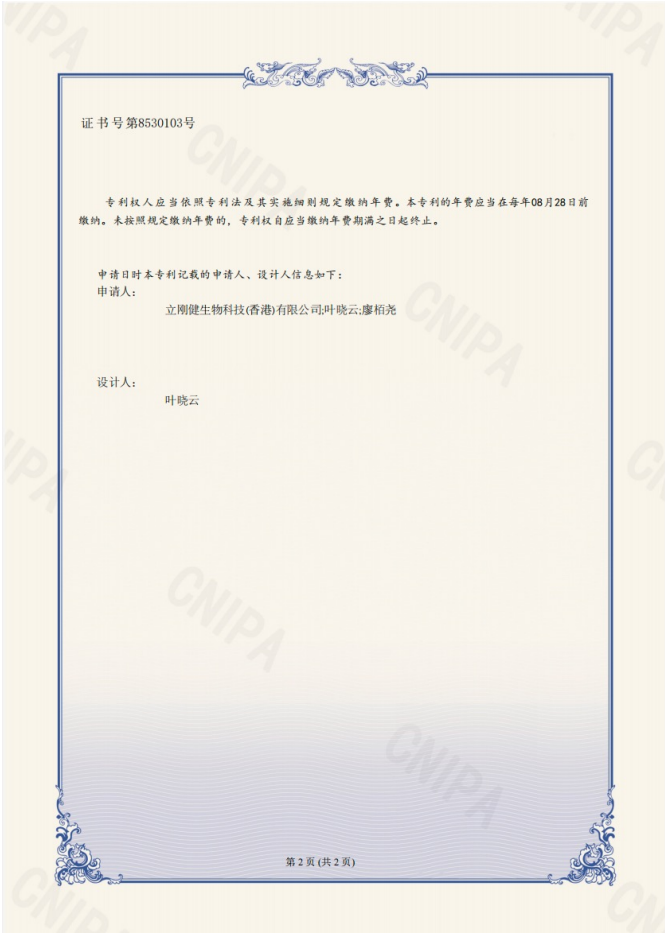 CNIPA
CNIPA
证书号第8530103号
CNIPA
专利权人应当依照专利法及其实施细则规定缴纳年费。本专利的年费应当在每年08月28日前
缴纳。未按照规定缴纳年费的，专利权自应当缴纳年费期满之日起终止。
申请日时本专利记载的申请人、设计人信息如下：
申请人：
立刚健生物科技(香港)有限公司;叶晓云;廖栢尧
CNIPA
设计人：
叶晓云
CNIPA
CNIPA
第 2 页 (共 2 页)
CNIPA